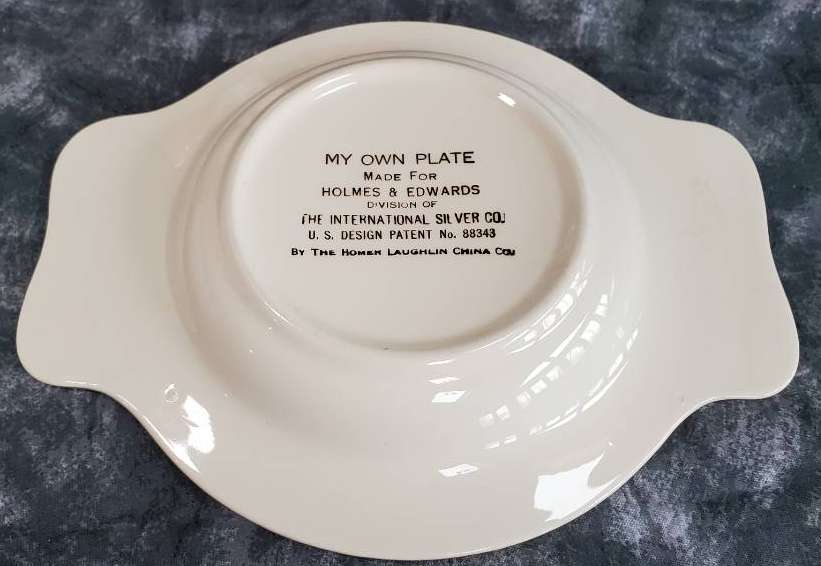 MY OWN PLATE
MADE FOR
HOLMES & EDWARDS
DIVISION OF
THE INTERNATIONAL SILVER CO.
U. S. DESIGN PATENT No. 88343
BY THE HOMER LAUGHLIN CHINA CO.